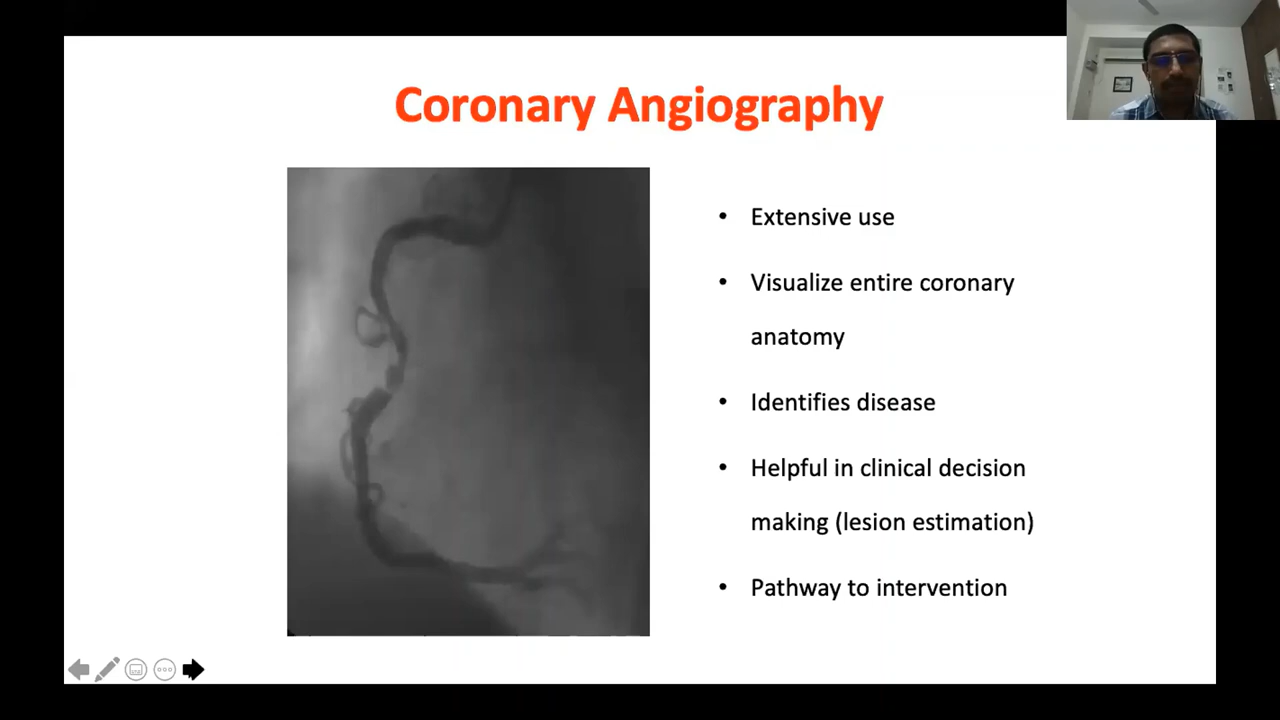 Coronary Angiography
• Extensive use
• Visualize entire coronary
anatomy
• Identifies disease
• Helpful in clinical decision
making (lesion estimation)
• Pathway to intervention